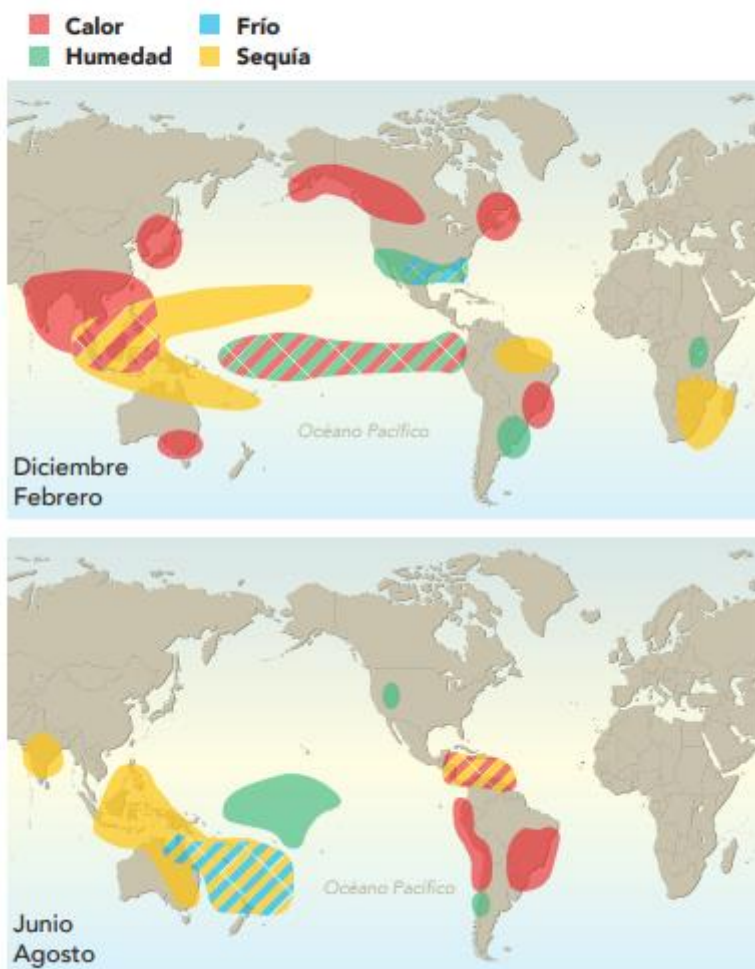 Calor
Frío
Humedad
Sequía
Océano Pacífico
Diciembre
Febrero
Océano Pacífico
Junio
Agosto